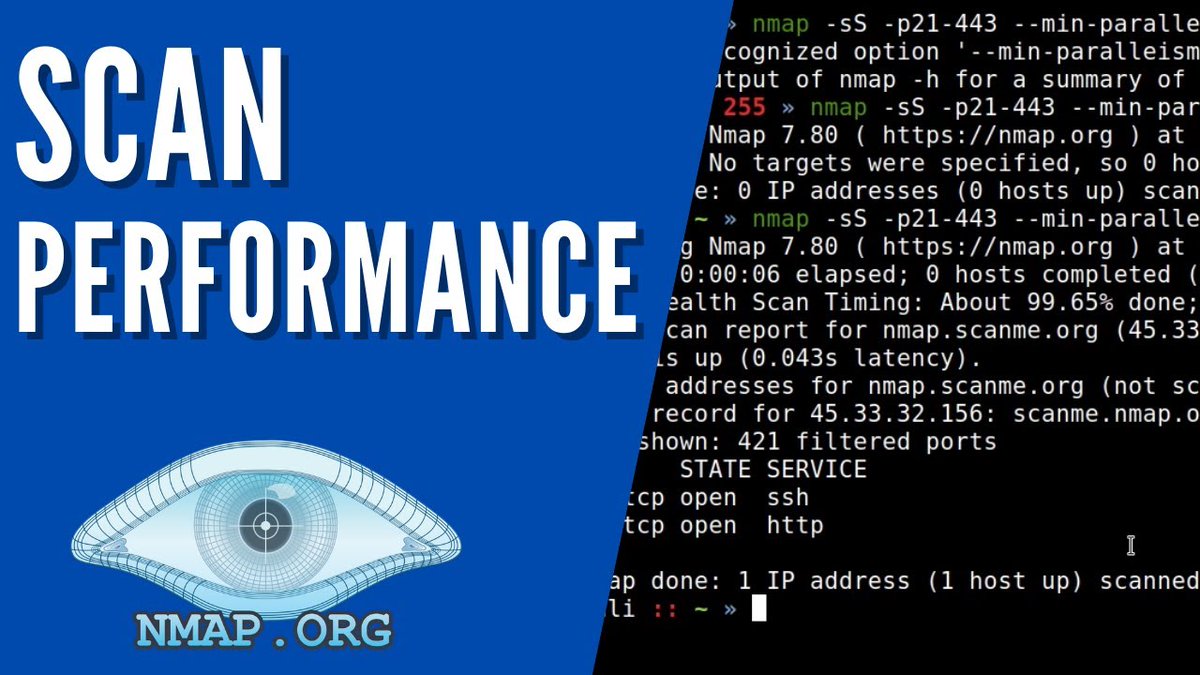 SCAN
PERFORMANCE
NMAP.ORG
» nmap -sS -p21-443 --min-paralle
cognized option '--min-paralleism
utput of nmap -h for a summary of
255 » nmap -sS -p21-443 --min-par
Nmap 7.80 ( https://nmap.org ) at
No targets were specified, so 0 ho
e: 0 IP addresses (0 hosts up) scan
~ » nmap -sS -p21-443 --min-paralle
g Nmap 7.80 ( https://nmap.org ) at
0:00:06 elapsed; 0 hosts completed (
ealth Scan Timing: About 99.65% done;
can report for nmap.scanme.org (45.33
is up (0.043s latency).
addresses for nmap.scanme.org (not sc
record for 45.33.32.156: scanme.nmap.o
shown: 421 filtered ports
STATE SERVICE
tcp open ssh
tcp open http
ap done: 1 IP address (1 host up) scanned
li :: ~ »